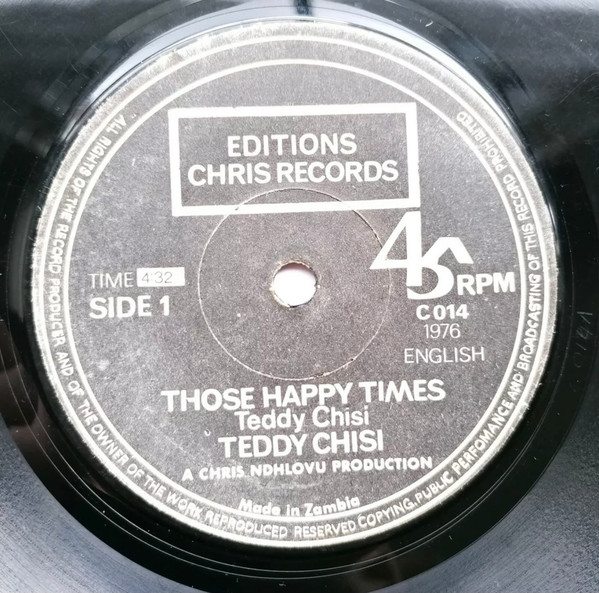 EDITIONS
CHRIS RECORDS
45 RPM
TIME 4:32
SIDE 1
C 014
1976
ENGLISH
THOSE HAPPY TIMES
Teddy Chisi
TEDDY CHISI
A CHRIS NDHLOVU PRODUCTION
Made in Zambia
ALL RIGHTS OF THE RECORD PRODUCER AND OF THE OWNER OF THE WORK REPRODUCED RESERVED COPYING, PUBLIC PERFOMANCE AND BROADCASTING OF THIS RECORD PROHIBITED